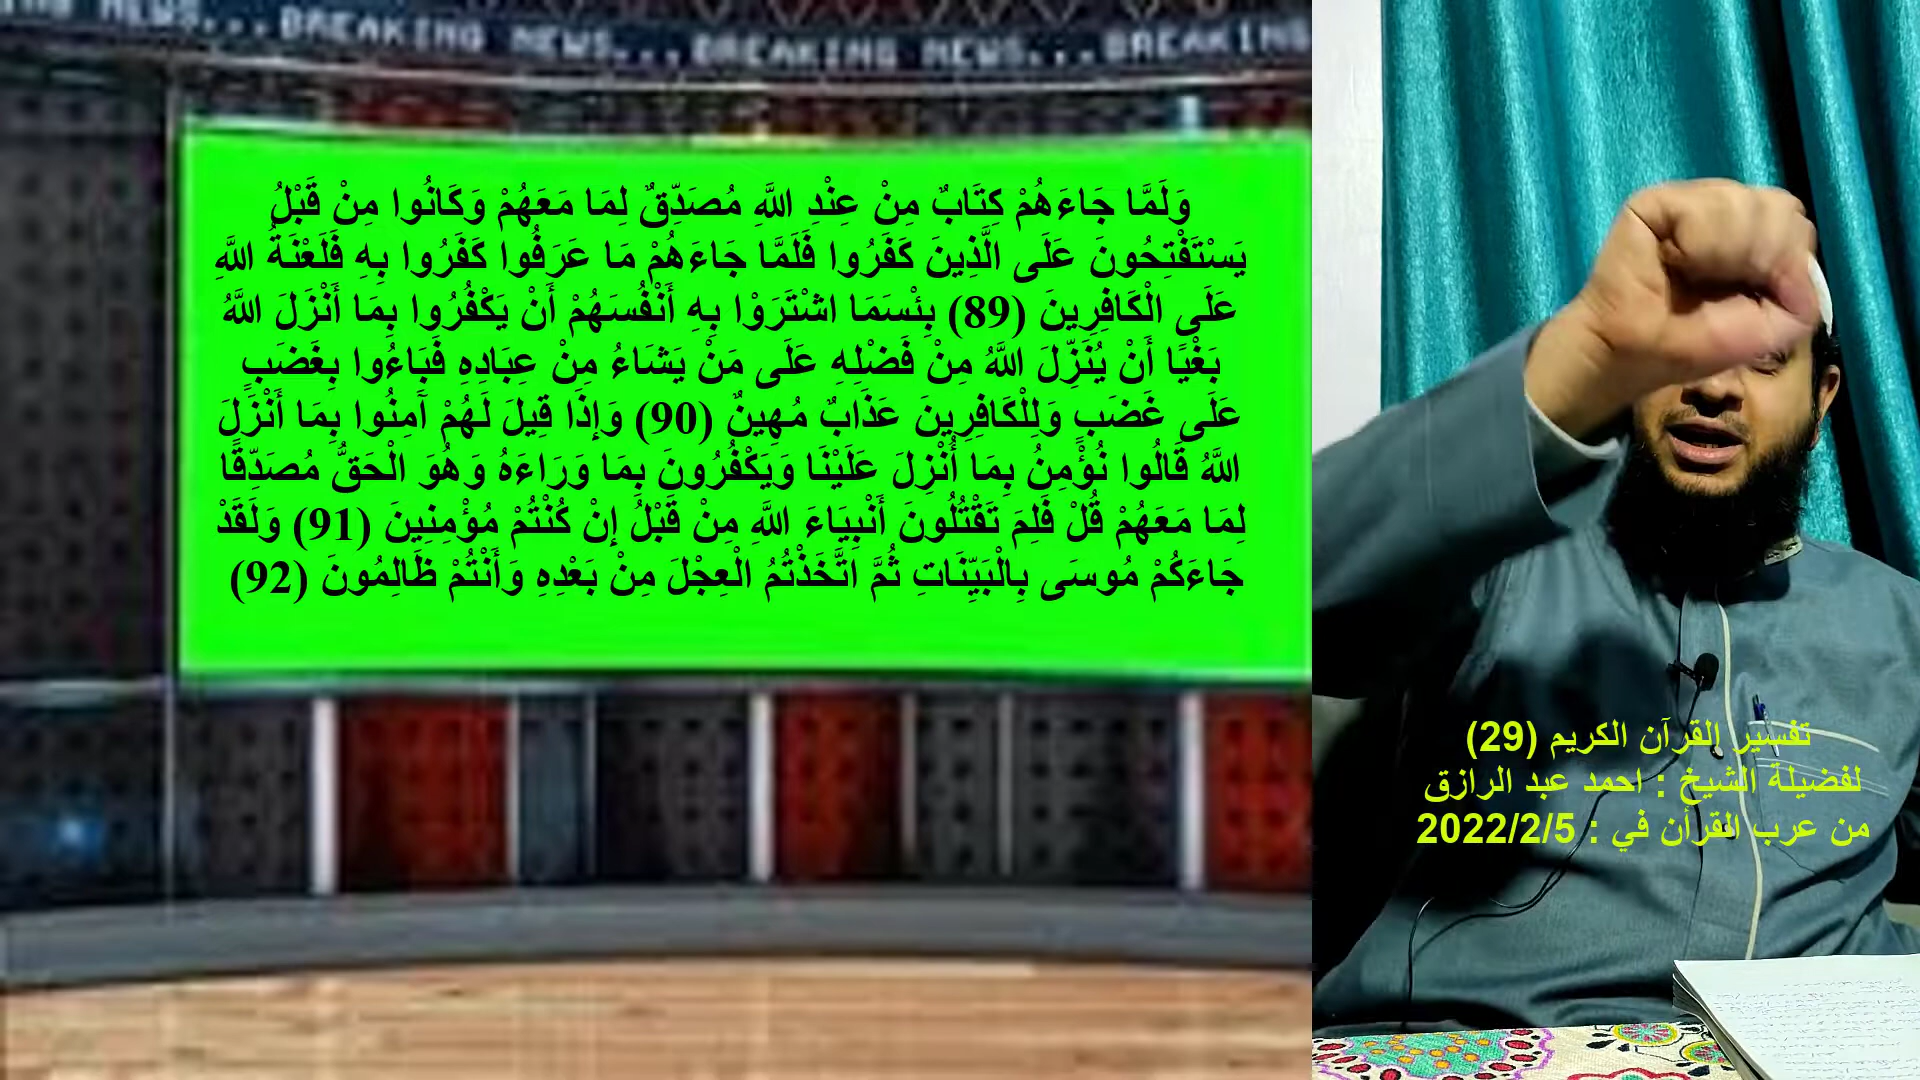 BREAKING NEWS...BREAKING NEWS...BREAKING
وَلَمَّا جَاءَهُمْ كِتَابٌ مِنْ عِنْدِ اللَّهِ مُصَدِّقٌ لِمَا مَعَهُمْ وَكَانُوا مِنْ قَبْلُ
يَسْتَفْتِحُونَ عَلَى الَّذِينَ كَفَرُوا فَلَمَّا جَاءَهُمْ مَا عَرَفُوا كَفَرُوا بِهِ فَلَعْنَةُ اللَّهِ
عَلَى الْكَافِرِينَ (89) بِئْسَمَا اشْتَرَوْا بِهِ أَنْفُسَهُمْ أَنْ يَكْفُرُوا بِمَا أَنْزَلَ اللَّهُ
بَغْيًا أَنْ يُنَزِّلَ اللَّهُ مِنْ فَضْلِهِ عَلَى مَنْ يَشَاءُ مِنْ عِبَادِهِ فَبَاءُوا بِغَضَبٍ
عَلَى غَضَبٍ وَلِلْكَافِرِينَ عَذَابٌ مُهِينٌ (90) وَإِذَا قِيلَ لَهُمْ آمِنُوا بِمَا أَنْزَلَ
اللَّهُ قَالُوا نُؤْمِنُ بِمَا أُنْزِلَ عَلَيْنَا وَيَكْفُرُونَ بِمَا وَرَاءَهُ وَهُوَ الْحَقُّ مُصَدِّقًا
لِمَا مَعَهُمْ قُلْ فَلِمَ تَقْتُلُونَ أَنْبِيَاءَ اللَّهِ مِنْ قَبْلُ إِنْ كُنْتُمْ مُؤْمِنِينَ (91) وَلَقَدْ
جَاءَكُمْ مُوسَى بِالْبَيِّنَاتِ ثُمَّ اتَّخَذْتُمُ الْعِجْلَ مِنْ بَعْدِهِ وَأَنْتُمْ ظَالِمُونَ (92)
تفسير القرآن الكريم (29)
لفضيلة الشيخ : احمد عبد الرازق
من عرب القرأن في : 2022/2/5